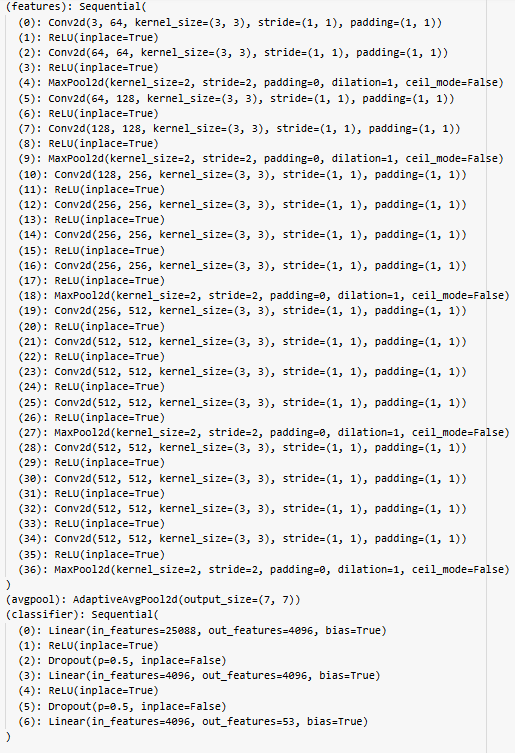 (features): Sequential(
(0): Conv2d(3, 64, kernel_size=(3, 3), stride=(1, 1), padding=(1, 1))
(1): ReLU(inplace=True)
(2): Conv2d(64, 64, kernel_size=(3, 3), stride=(1, 1), padding=(1, 1))
(3): ReLU(inplace=True)
(4): MaxPool2d(kernel_size=2, stride=2, padding=0, dilation=1, ceil_mode=False)
(5): Conv2d(64, 128, kernel_size=(3, 3), stride=(1, 1), padding=(1, 1))
(6): ReLU(inplace=True)
(7): Conv2d(128, 128, kernel_size=(3, 3), stride=(1, 1), padding=(1, 1))
(8): ReLU(inplace=True)
(9): MaxPool2d(kernel_size=2, stride=2, padding=0, dilation=1, ceil_mode=False)
(10): Conv2d(128, 256, kernel_size=(3, 3), stride=(1, 1), padding=(1, 1))
(11): ReLU(inplace=True)
(12): Conv2d(256, 256, kernel_size=(3, 3), stride=(1, 1), padding=(1, 1))
(13): ReLU(inplace=True)
(14): Conv2d(256, 256, kernel_size=(3, 3), stride=(1, 1), padding=(1, 1))
(15): ReLU(inplace=True)
(16): Conv2d(256, 256, kernel_size=(3, 3), stride=(1, 1), padding=(1, 1))
(17): ReLU(inplace=True)
(18): MaxPool2d(kernel_size=2, stride=2, padding=0, dilation=1, ceil_mode=False)
(19): Conv2d(256, 512, kernel_size=(3, 3), stride=(1, 1), padding=(1, 1))
(20): ReLU(inplace=True)
(21): Conv2d(512, 512, kernel_size=(3, 3), stride=(1, 1), padding=(1, 1))
(22): ReLU(inplace=True)
(23): Conv2d(512, 512, kernel_size=(3, 3), stride=(1, 1), padding=(1, 1))
(24): ReLU(inplace=True)
(25): Conv2d(512, 512, kernel_size=(3, 3), stride=(1, 1), padding=(1, 1))
(26): ReLU(inplace=True)
(27): MaxPool2d(kernel_size=2, stride=2, padding=0, dilation=1, ceil_mode=False)
(28): Conv2d(512, 512, kernel_size=(3, 3), stride=(1, 1), padding=(1, 1))
(29): ReLU(inplace=True)
(30): Conv2d(512, 512, kernel_size=(3, 3), stride=(1, 1), padding=(1, 1))
(31): ReLU(inplace=True)
(32): Conv2d(512, 512, kernel_size=(3, 3), stride=(1, 1), padding=(1, 1))
(33): ReLU(inplace=True)
(34): Conv2d(512, 512, kernel_size=(3, 3), stride=(1, 1), padding=(1, 1))
(35): ReLU(inplace=True)
(36): MaxPool2d(kernel_size=2, stride=2, padding=0, dilation=1, ceil_mode=False)
)
(avgpool): AdaptiveAvgPool2d(output_size=(7, 7))
(classifier): Sequential(
(0): Linear(in_features=25088, out_features=4096, bias=True)
(1): ReLU(inplace=True)
(2): Dropout(p=0.5, inplace=False)
(3): Linear(in_features=4096, out_features=4096, bias=True)
(4): ReLU(inplace=True)
(5): Dropout(p=0.5, inplace=False)
(6): Linear(in_features=4096, out_features=53, bias=True)
)